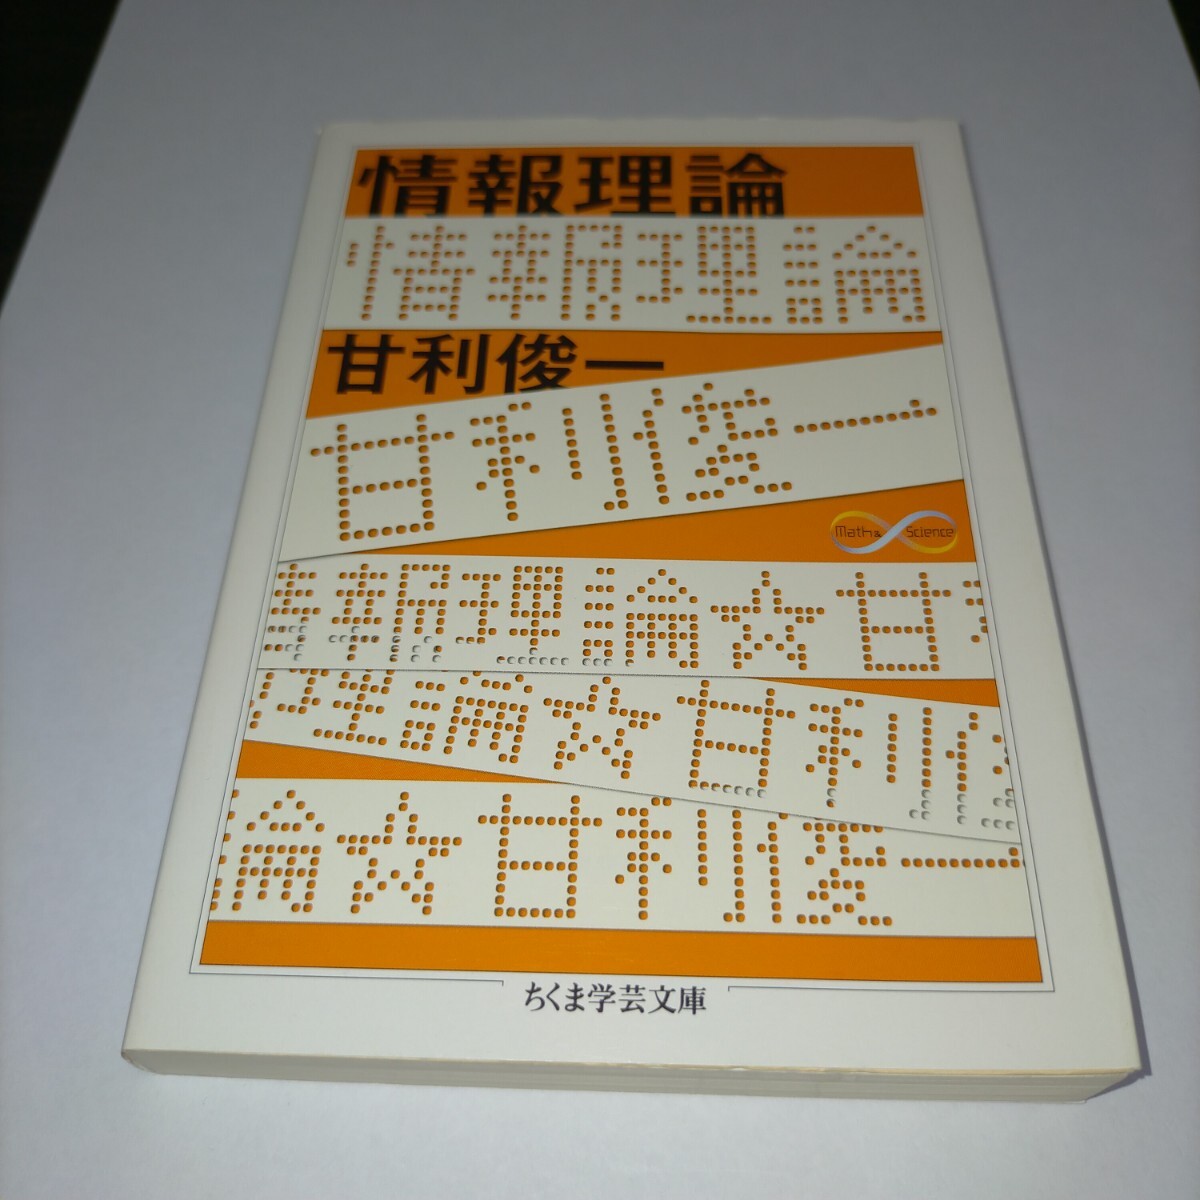 情報理論
情報理論
甘利俊一
甘利俊一
Math & Science
報理論☆甘
理論☆甘利俊
論☆甘利俊一
ちくま学芸文庫